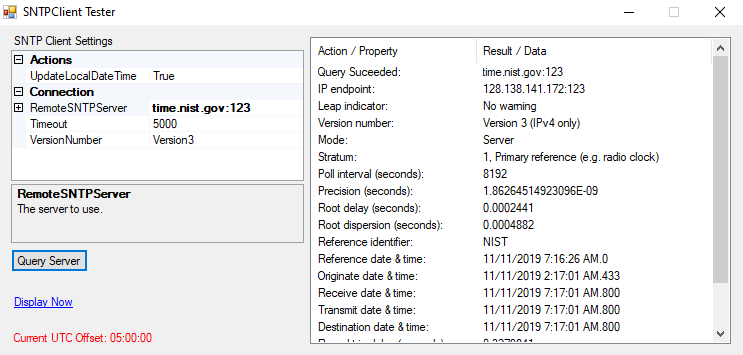 SNTPClient Tester
SNTP Client Settings
Actions
UpdateLocalDateTime True
Connection
RemoteSNTPServer time.nist.gov:123
Timeout 5000
VersionNumber Version3
RemoteSNTPServer
The server to use.
Query Server
Display Now
Current UTC Offset: 05:00:00
Action / Property Result / Data
Query Suceeded: time.nist.gov:123
IP endpoint: 128.138.141.172:123
Leap indicator: No warning
Version number: Version 3 (IPv4 only)
Mode: Server
Stratum: 1, Primary reference (e.g. radio clock)
Poll interval (seconds): 8192
Precision (seconds): 1.86264514923096E-09
Root delay (seconds): 0.0002441
Root dispersion (seconds): 0.0004882
Reference identifier: NIST
Reference date & time: 11/11/2019 7:16:26 AM.0
Originate date & time: 11/11/2019 2:17:01 AM.433
Receive date & time: 11/11/2019 7:17:01 AM.800
Transmit date & time: 11/11/2019 7:17:01 AM.800
Destination date & time: 11/11/2019 7:17:01 AM.800